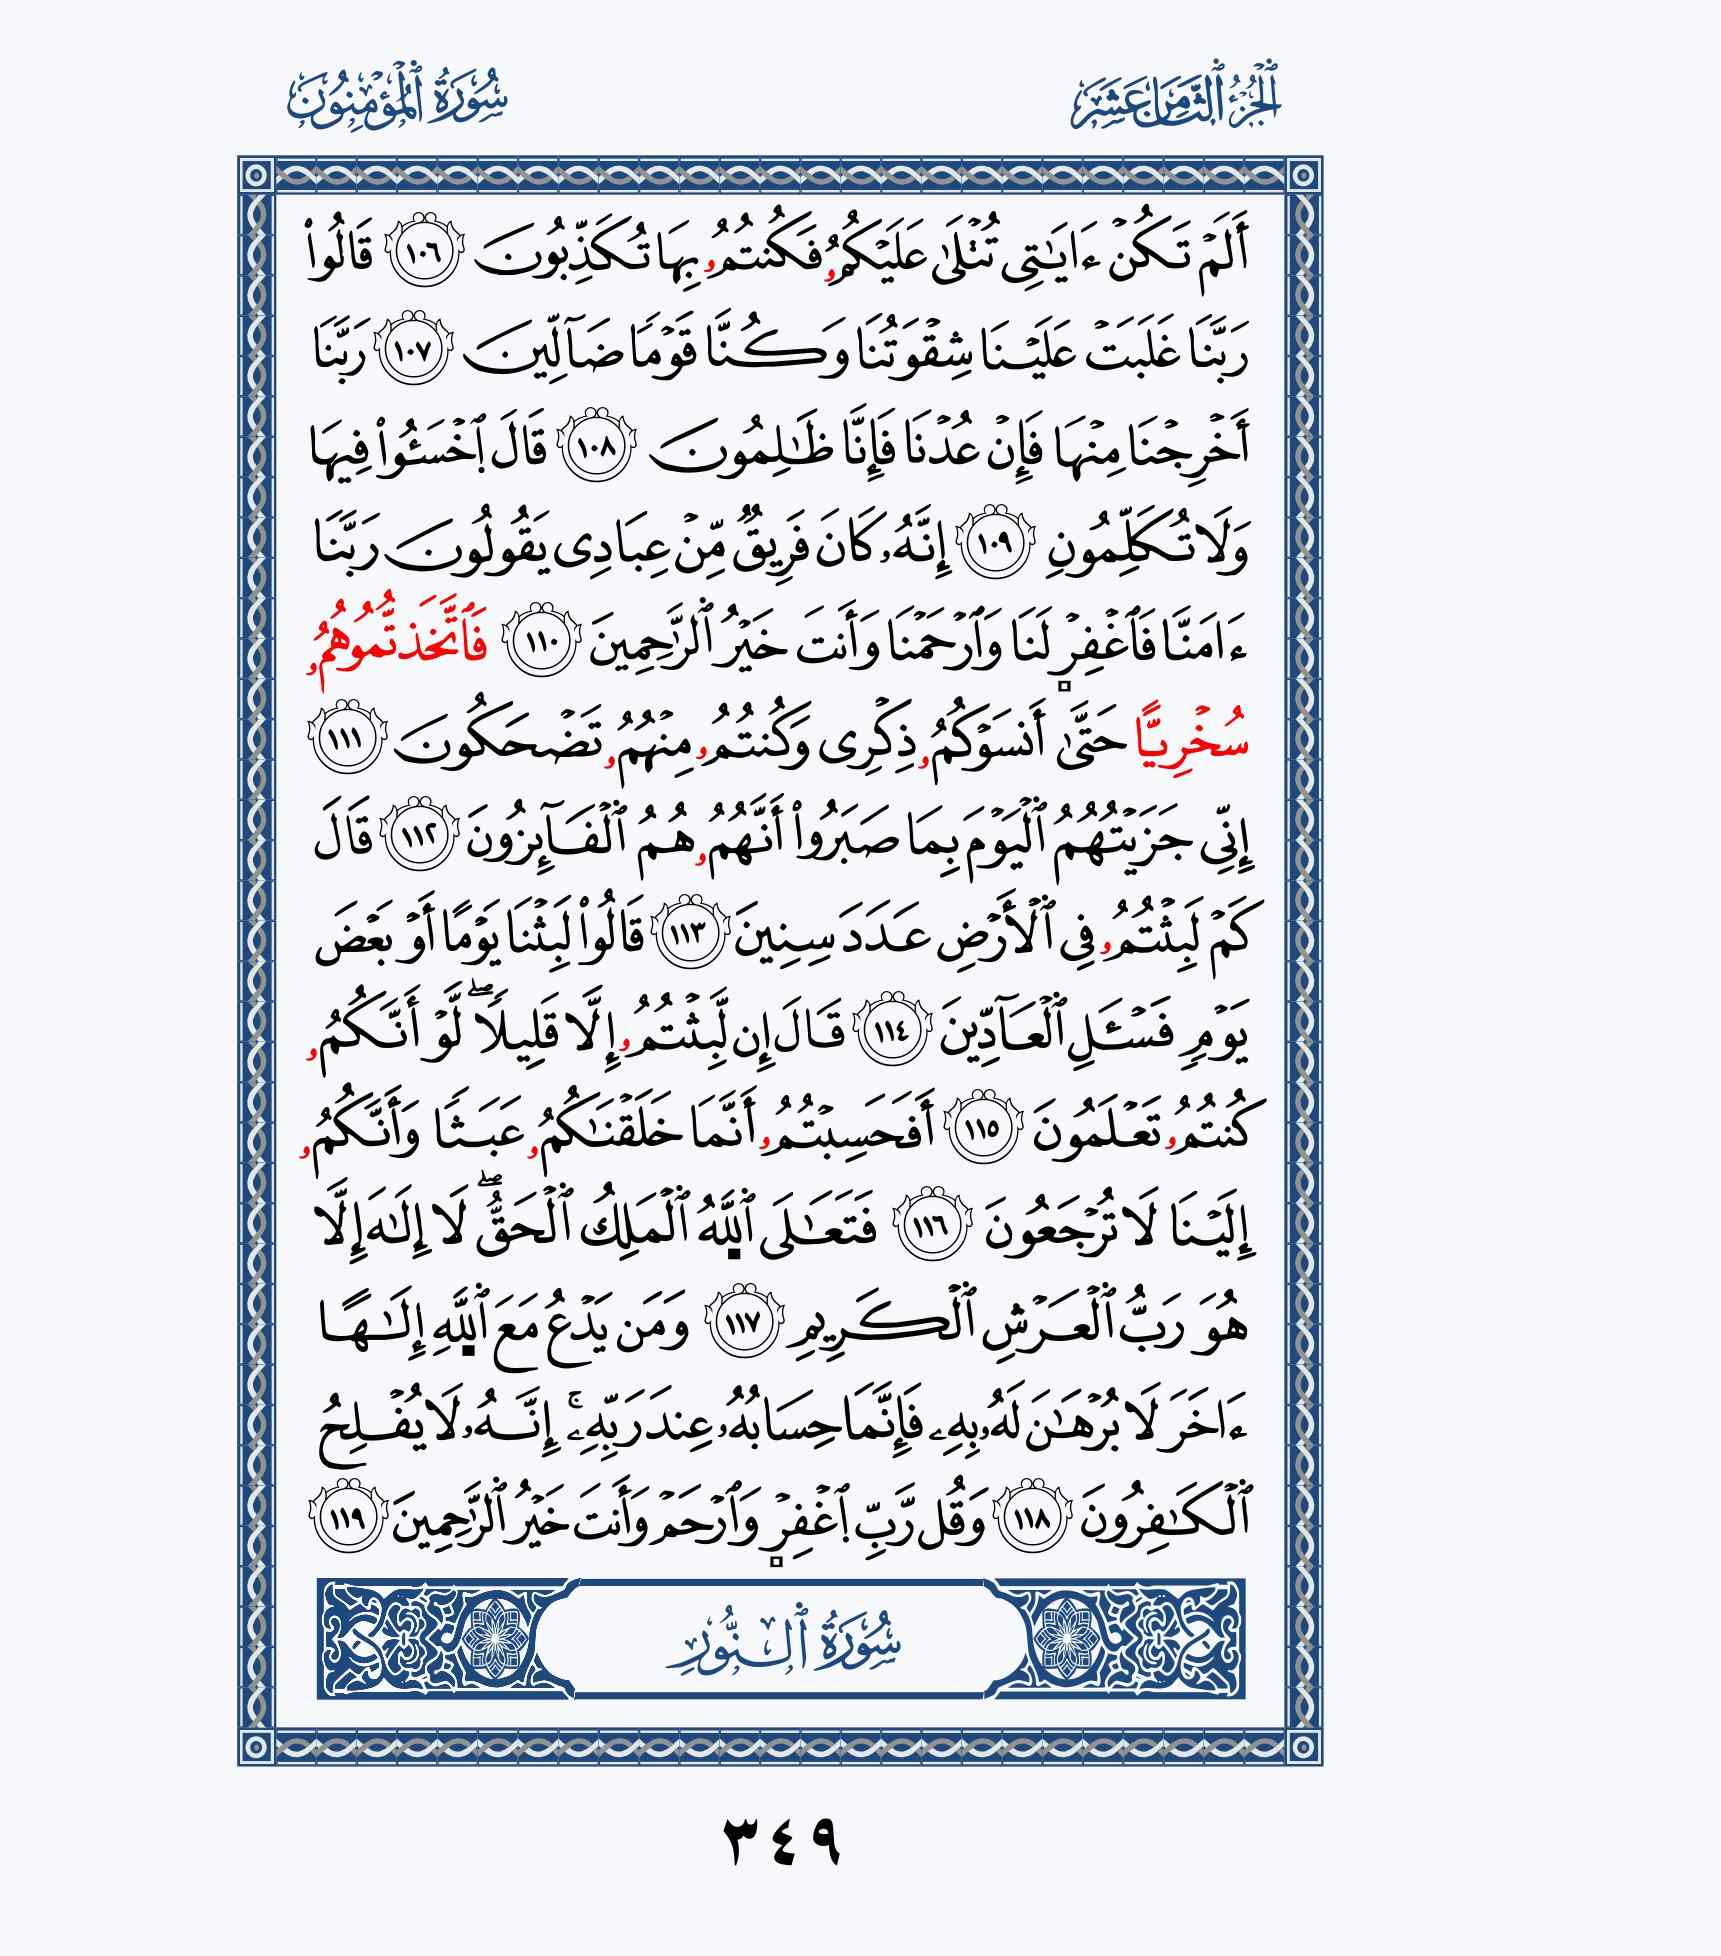 ٱلْجُزْءُ ٱلثَّامِنَ عَشَرَ
سُورَةُ ٱلْمُؤْمِنُونَ
أَلَمْ تَكُنْ ءَايَٰتِى تُتْلَىٰ عَلَيْكُمُۥ فَكُنتُمُۥ بِهَا تُكَذِّبُونَ ١٠٦ قَالُوا۟
رَبَّنَا غَلَبَتْ عَلَيْنَا شِقْوَتُنَا وَكُنَّا قَوْمًا ضَآلِّينَ ١٠٧ رَبَّنَا
أَخْرِجْنَا مِنْهَا فَإِنْ عُدْنَا فَإِنَّا ظَٰلِمُونَ ١٠٨ قَالَ ٱخْسَـُٔوا۟ فِيهَا
وَلَا تُكَلِّمُونِ ١٠٩ إِنَّهُۥ كَانَ فَرِيقٌ مِّنْ عِبَادِى يَقُولُونَ رَبَّنَا
ءَامَنَّا فَٱغْفِرْ لَنَا وَٱرْحَمْنَا وَأَنتَ خَيْرُ ٱلرَّٰحِمِينَ ١١٠ فَٱتَّخَذتُّمُوهُمُۥ
سُخْرِيًّا حَتَّىٰ أَنسَوْكُمُۥ ذِكْرِى وَكُنتُمُۥ مِنْهُمُۥ تَضْحَكُونَ ١١١
إِنِّى جَزَيْتُهُمُ ٱلْيَوْمَ بِمَا صَبَرُوا۟ أَنَّهُمُۥ هُمُ ٱلْفَآئِزُونَ ١١٢ قَالَ
كَمْ لَبِثْتُمُۥ فِى ٱلْأَرْضِ عَدَدَ سِنِينَ ١١٣ قَالُوا۟ لَبِثْنَا يَوْمًا أَوْ بَعْضَ
يَوْمٍ فَسْـَٔلِ ٱلْعَآدِّينَ ١١٤ قَالَ إِن لَّبِثْتُمُۥ إِلَّا قَلِيلًا ۖ لَّوْ أَنَّكُمُۥ
كُنتُمُۥ تَعْلَمُونَ ١١٥ أَفَحَسِبْتُمُۥ أَنَّمَا خَلَقْنَٰكُمُۥ عَبَثًا وَأَنَّكُمُۥ
إِلَيْنَا لَا تُرْجَعُونَ ١١٦ فَتَعَٰلَى ٱللَّهُ ٱلْمَلِكُ ٱلْحَقُّ ۖ لَا إِلَٰهَ إِلَّا
هُوَ رَبُّ ٱلْعَرْشِ ٱلْكَرِيمِ ١١٧ وَمَن يَدْعُ مَعَ ٱللَّهِ إِلَٰهًا
ءَاخَرَ لَا بُرْهَٰنَ لَهُۥ بِهِۦ فَإِنَّمَا حِسَابُهُۥ عِندَ رَبِّهِۦٓ ۚ إِنَّهُۥ لَا يُفْلِحُ
ٱلْكَٰفِرُونَ ١١٨ وَقُل رَّبِّ ٱغْفِرْ وَٱرْحَمْ وَأَنتَ خَيْرُ ٱلرَّٰحِمِينَ ١١٩
سُورَةُ ٱلنُّورِ
٣٤٩